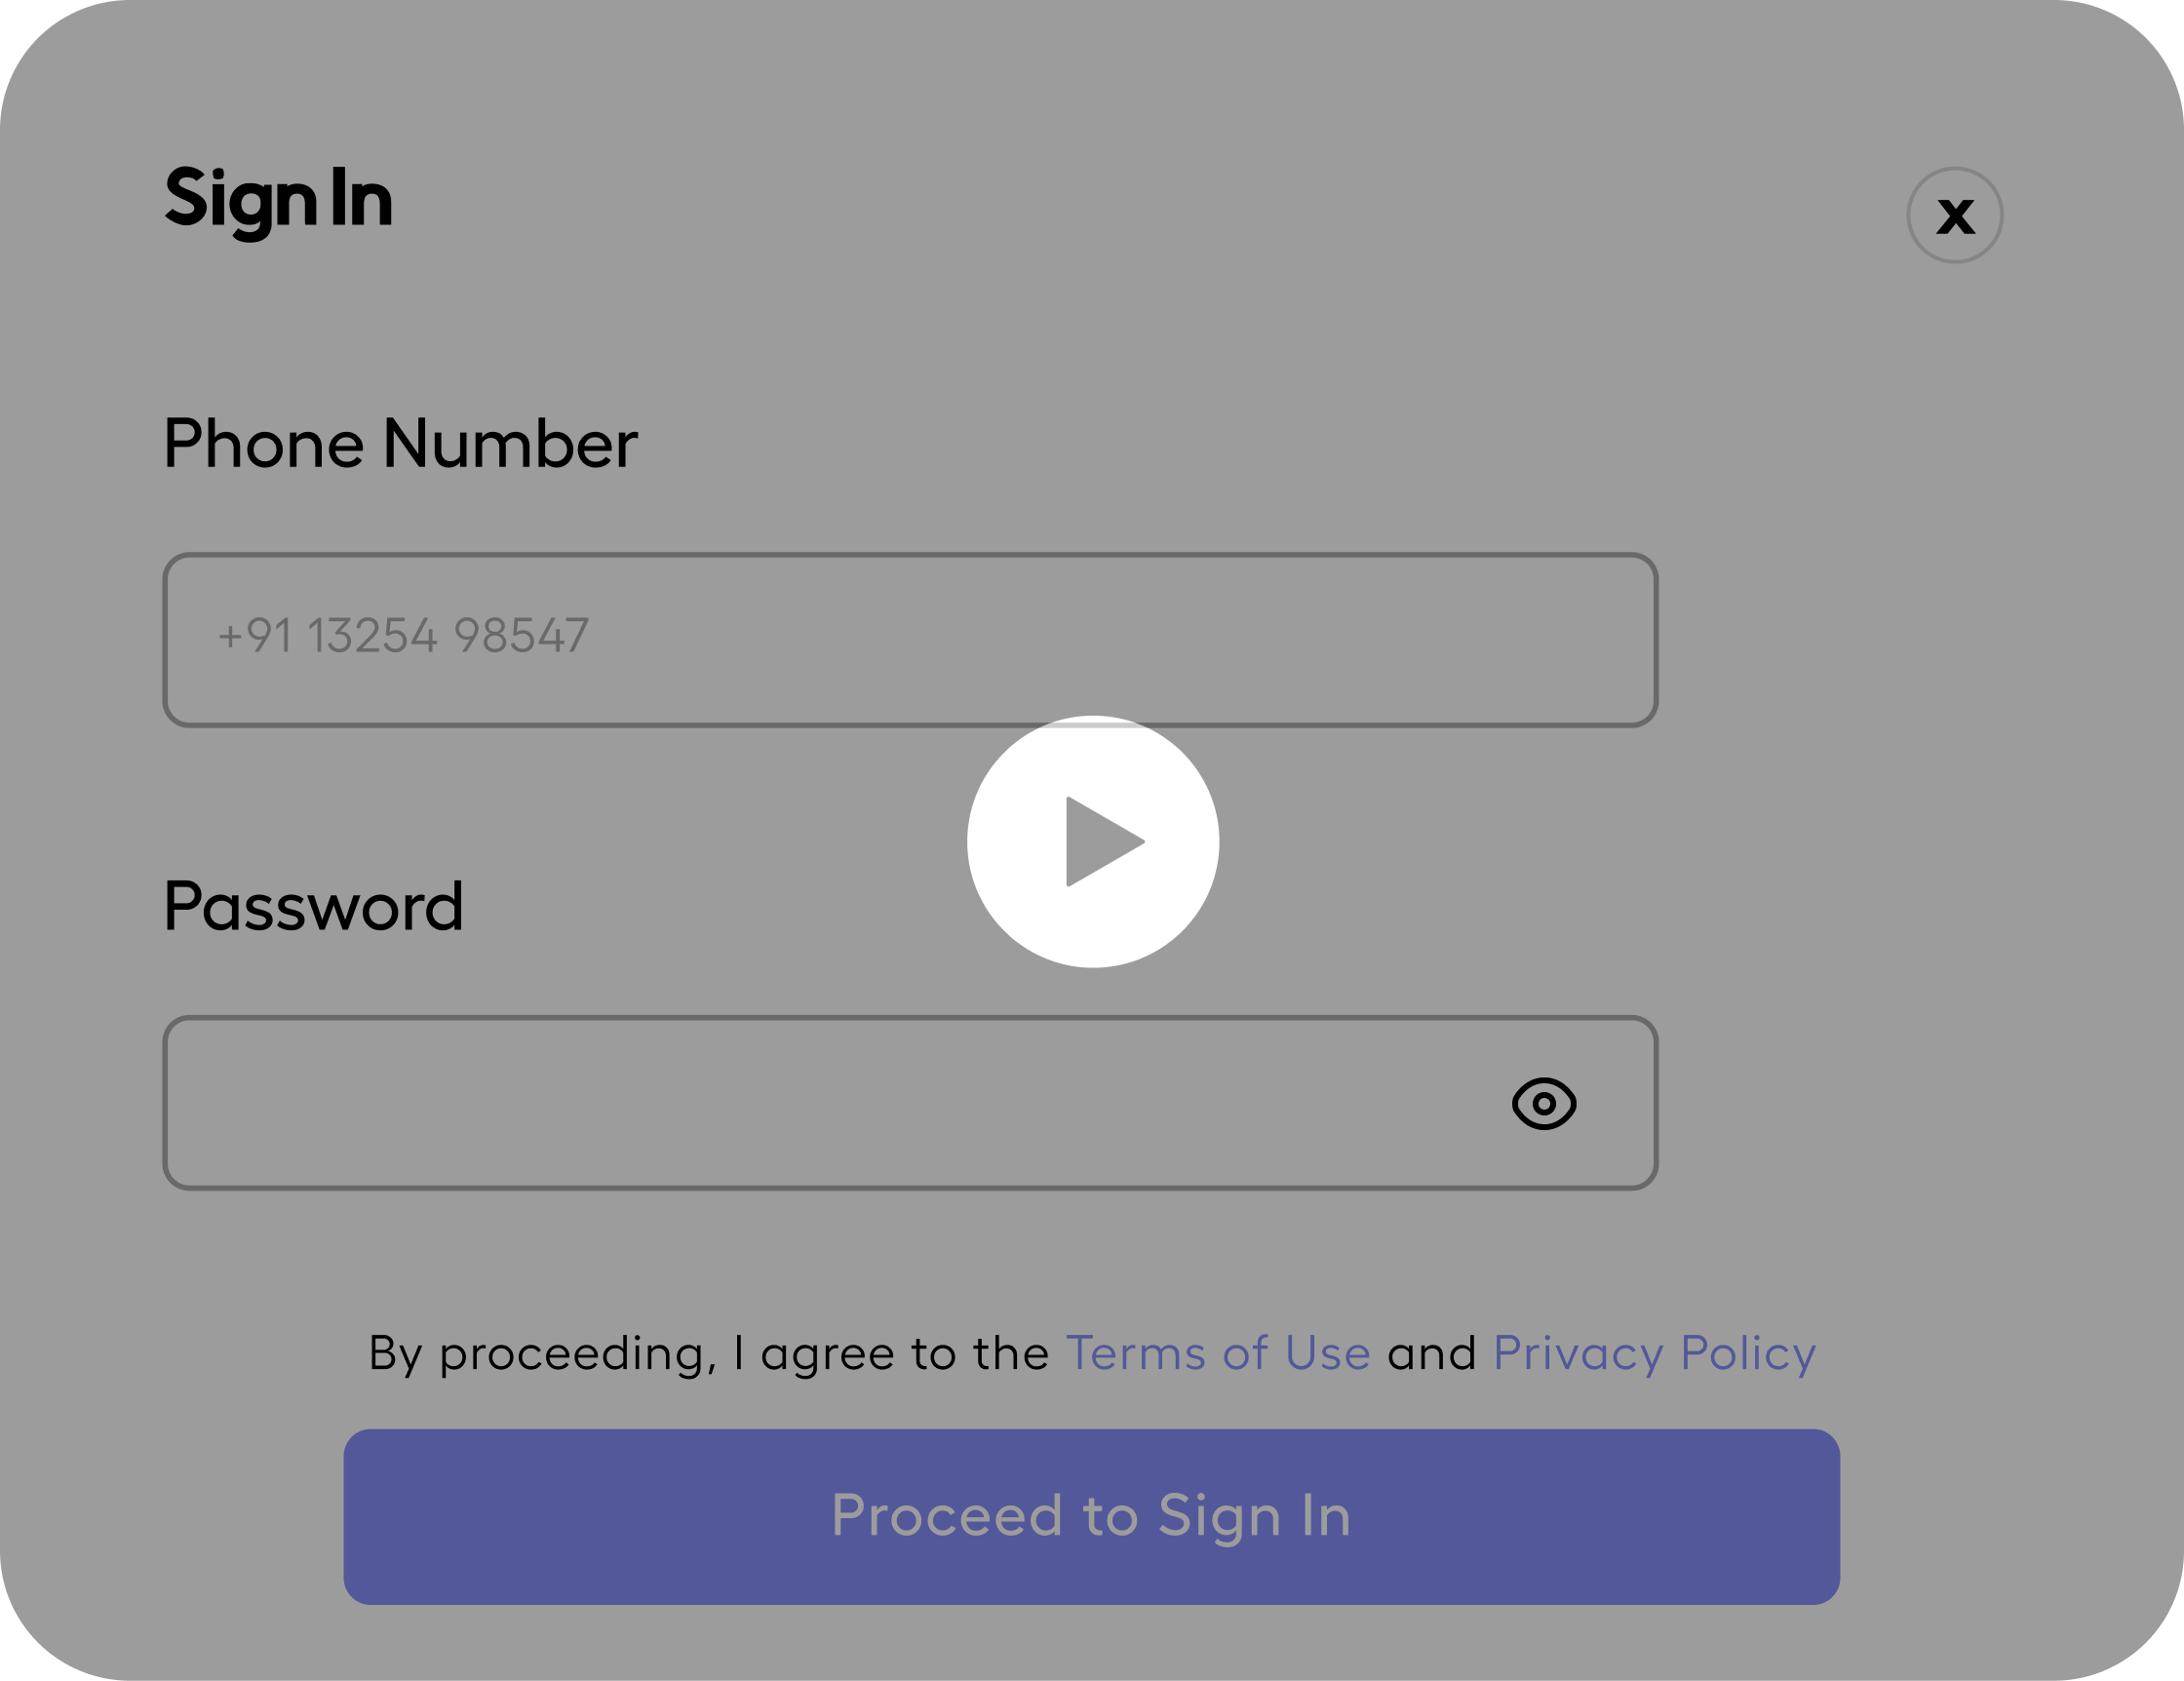 Sign In
x
Phone Number
+91 13254 98547
Password
By proceeding, I agree to the Terms of Use and Privacy Policy
Proceed to Sign In